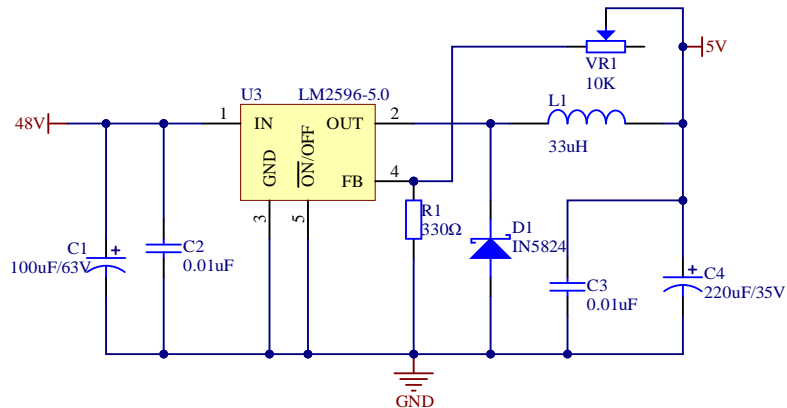 5V
VR1
10K
U3
LM2596-5.0
L1
48V
1
IN
OUT
2
33uH
GND
ON/OFF
FB
4
3
5
R1
330Ω
D1
IN5824
C1
100uF/63V
C2
0.01uF
C3
0.01uF
C4
220uF/35V
GND